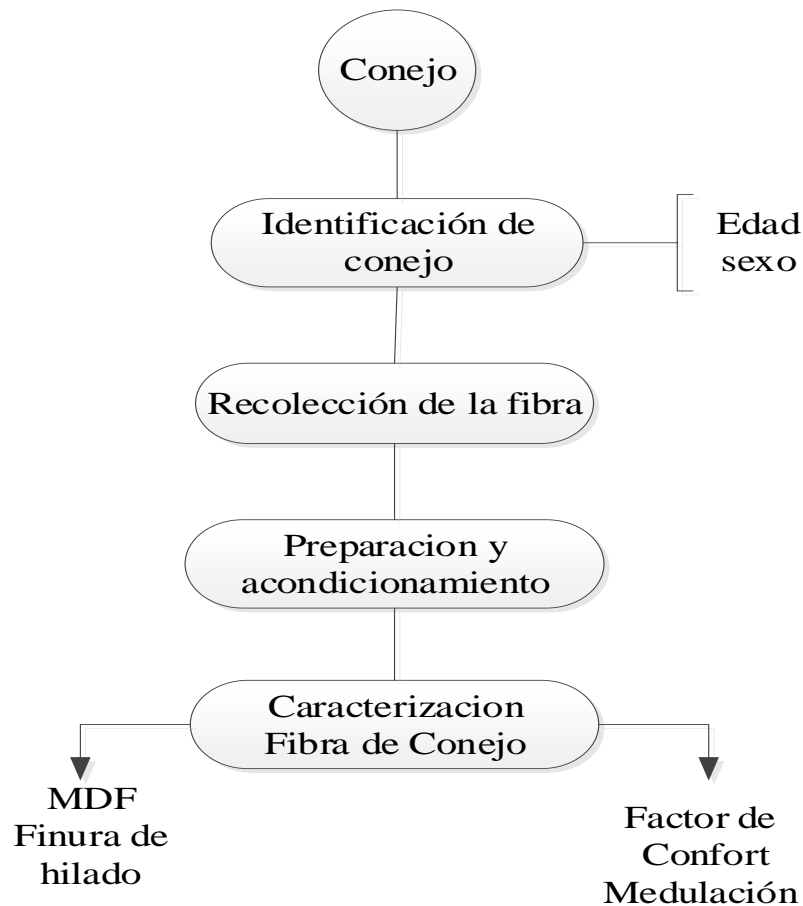 Conejo
Identificación de
conejo
Edad
sexo
Recolección de la fibra
Preparacion y
acondicionamiento
Caracterizacion
Fibra de Conejo
MDF
Finura de
hilado
Factor de
Confort
Medulación